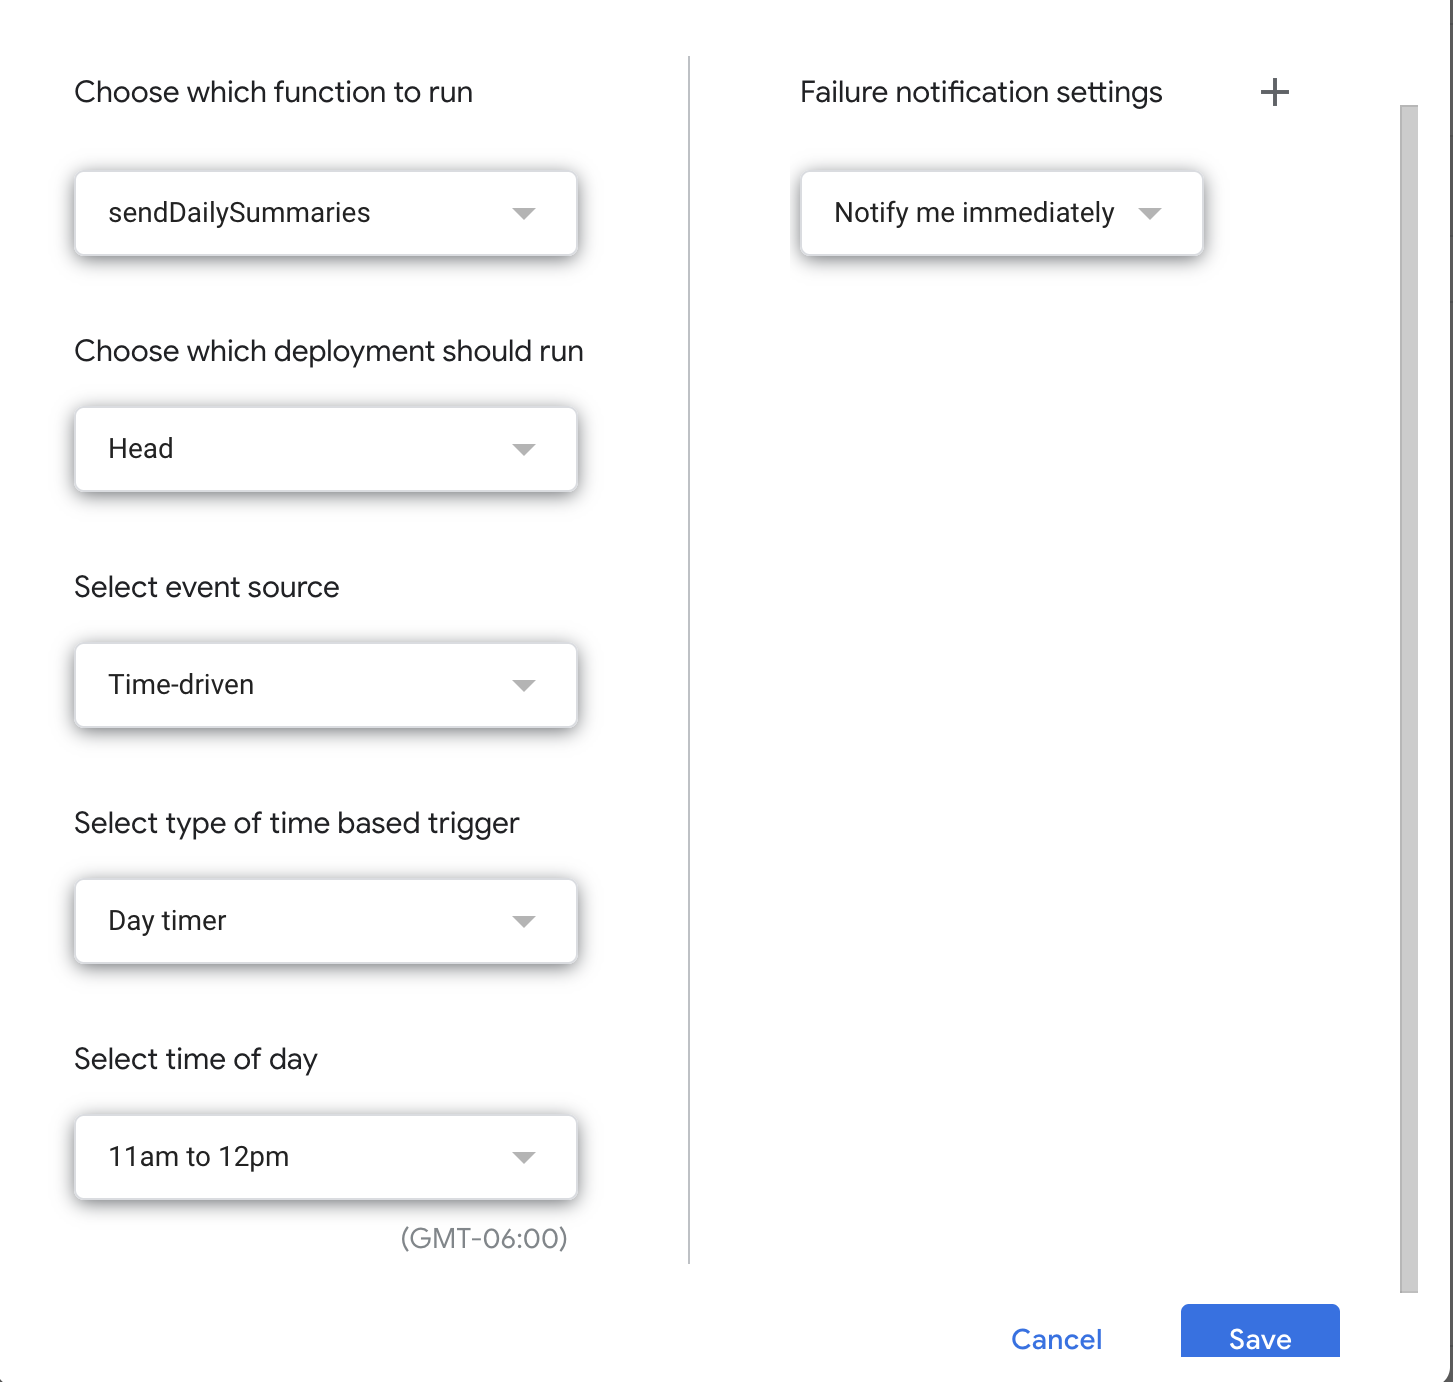 Choose which function to run
sendDailySummaries
Choose which deployment should run
Head
Select event source
Time-driven
Select type of time based trigger
Day timer
Select time of day
11am to 12pm
(GMT-06:00)
Failure notification settings
Notify me immediately
Cancel
Save